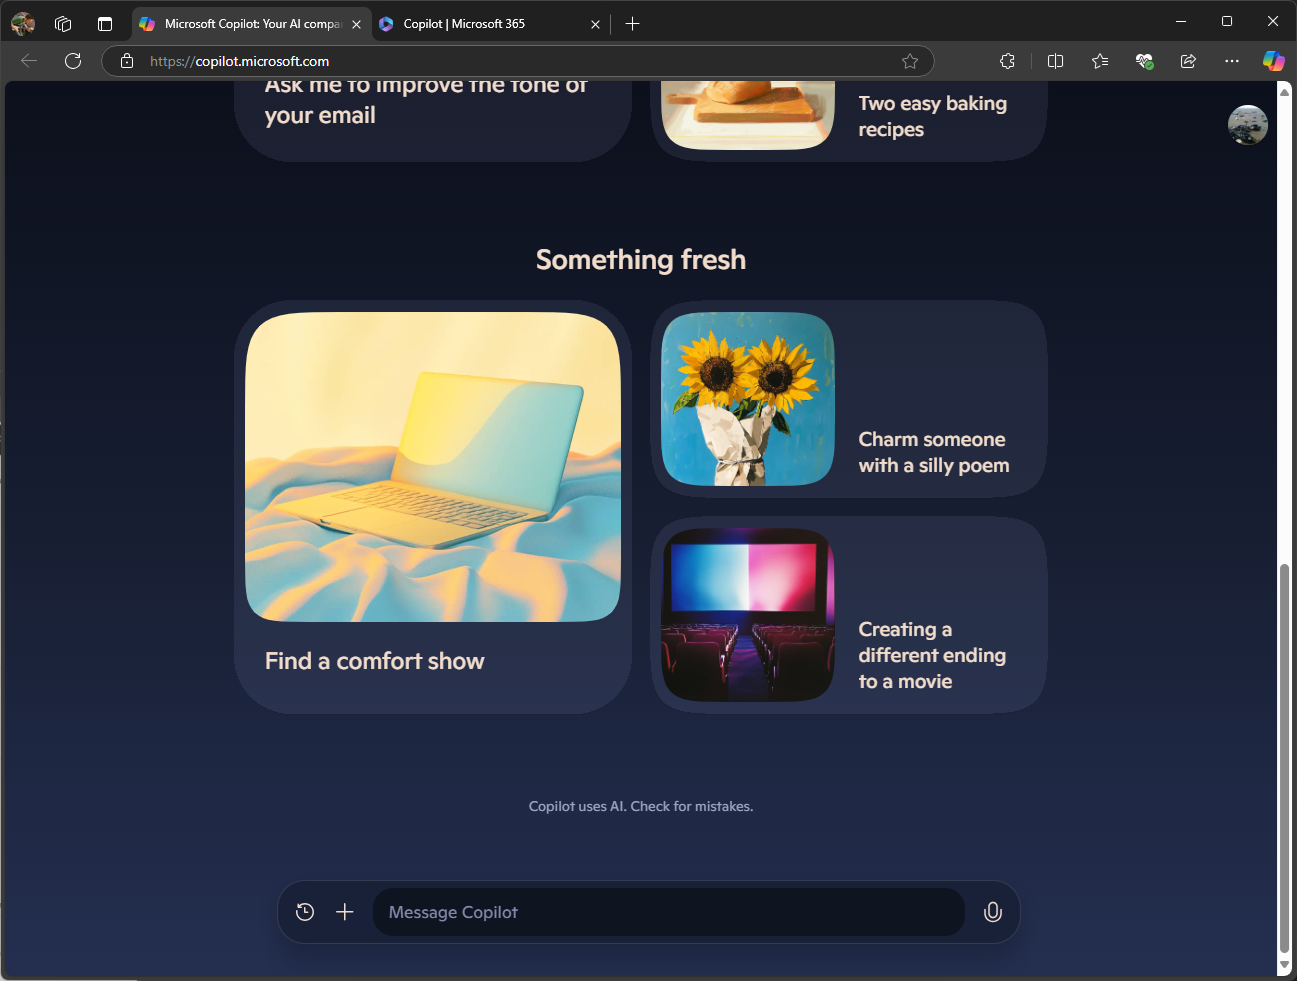 Microsoft Copilot: Your AI compa
Copilot | Microsoft 365
https://copilot.microsoft.com
Ask me to improve the tone of
your email
Two easy baking
recipes
Something fresh
Find a comfort show
Charm someone
with a silly poem
Creating a
different ending
to a movie
Copilot uses AI. Check for mistakes.
Message Copilot